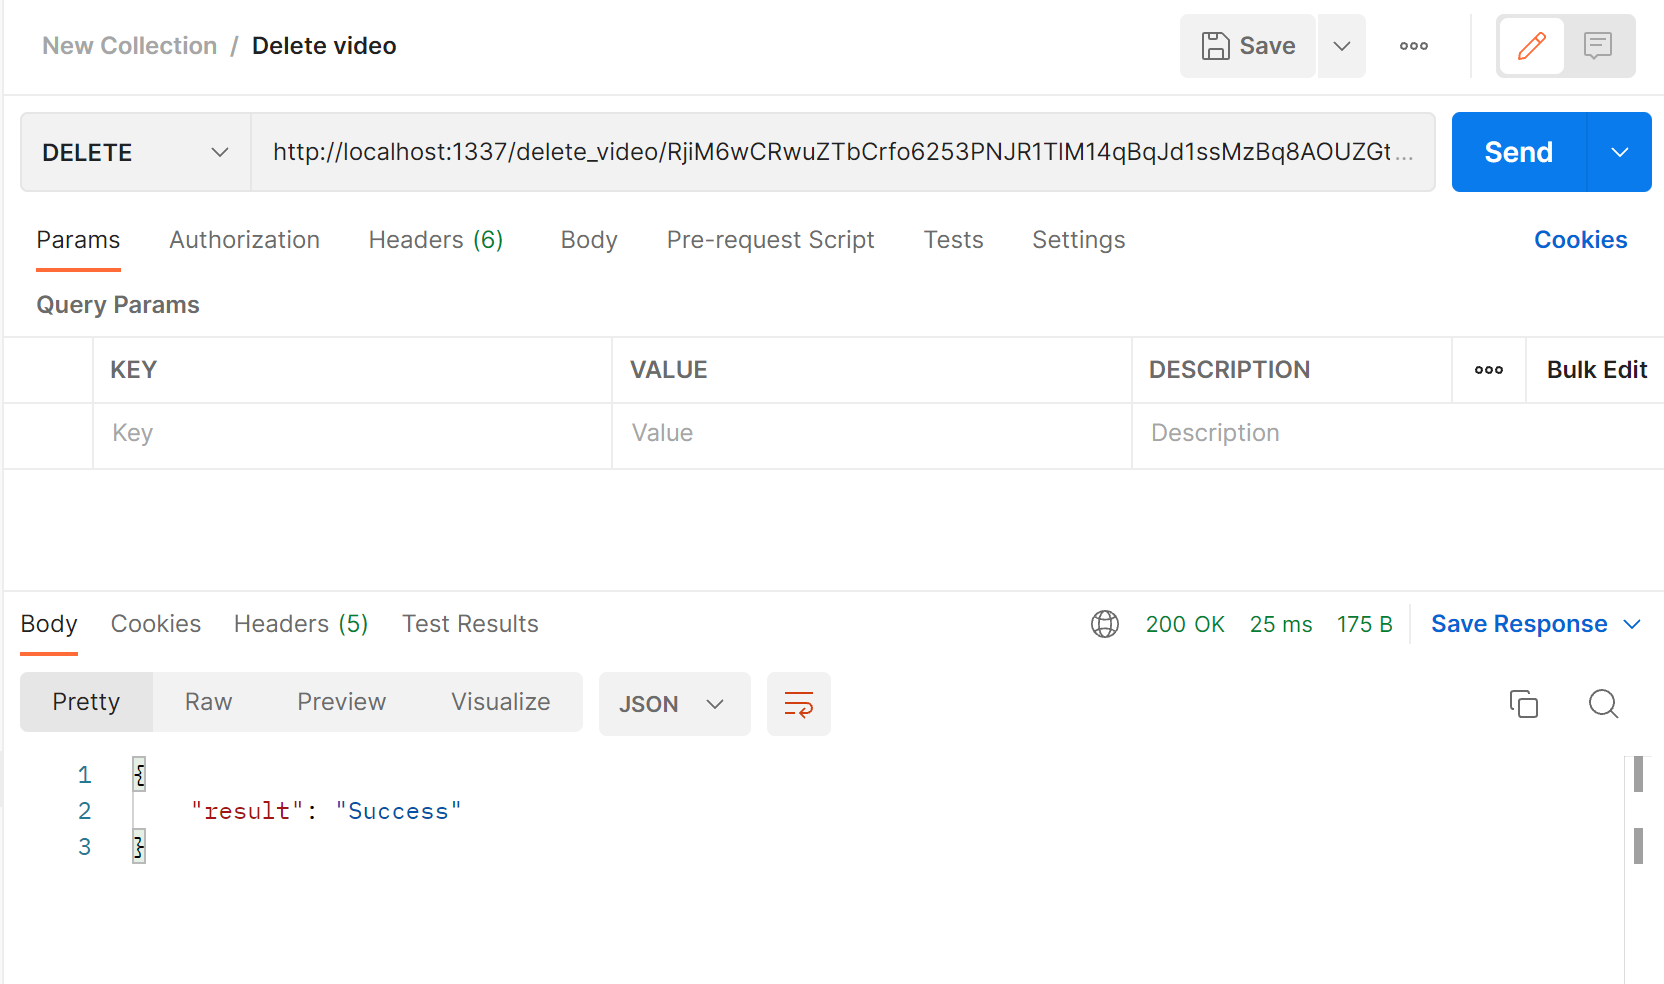 New Collection / Delete video
Save
DELETE
http://localhost:1337/delete_video/RjiM6wCRwuZTbCrfo6253PNJR1TIM14qBqJd1ssMzBq8AOUZGt...
Send
Params Authorization Headers (6) Body Pre-request Script Tests Settings Cookies
Query Params
KEY VALUE DESCRIPTION ooo Bulk Edit
Key Value Description
Body Cookies Headers (5) Test Results 200 OK 25 ms 175 B Save Response
Pretty Raw Preview Visualize JSON
1 {
2 "result": "Success"
3 }